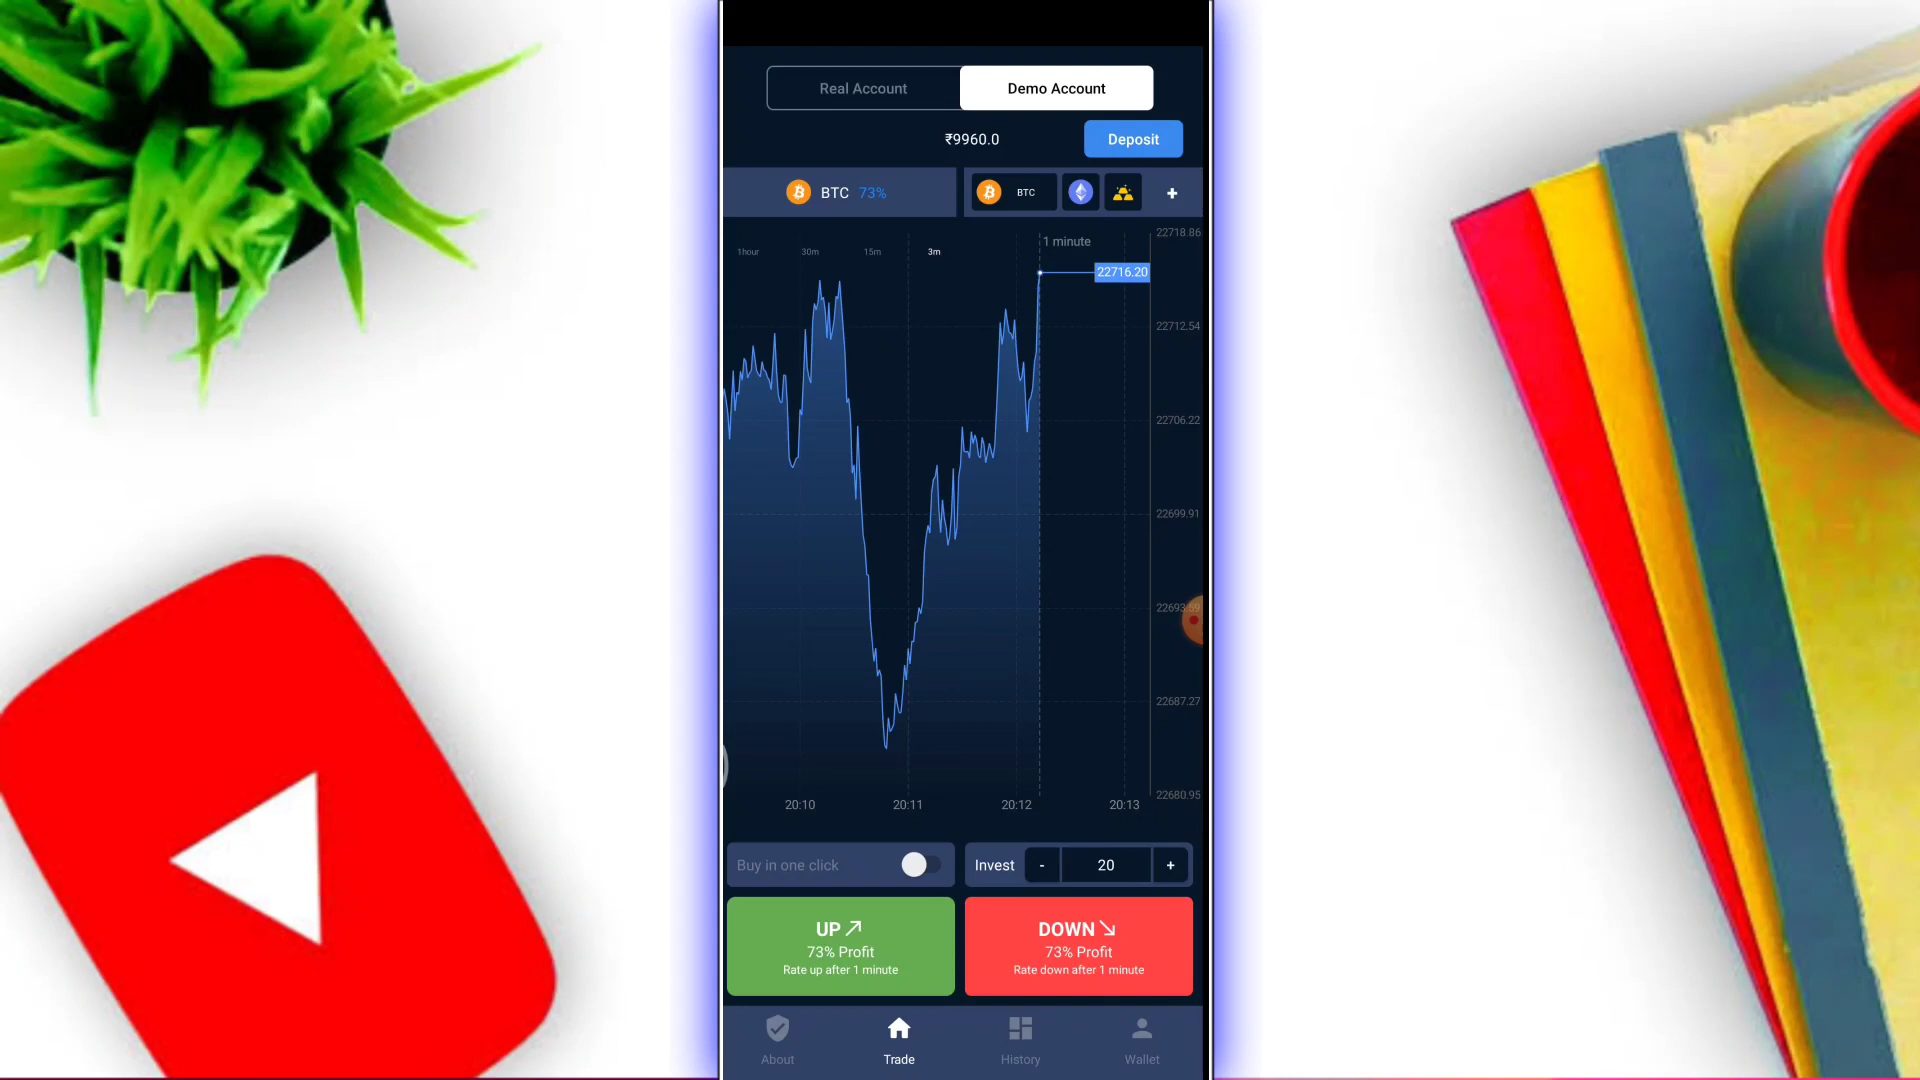 Real Account
Demo Account
₹9960.0
Deposit
BTC 73%
BTC
+
1hour 30m 15m 3m
1 minute
22718.86
22716.20
22712.54
22706.22
22699.91
22693.59
22687.27
22680.95
20:10 20:11 20:12 20:13
Buy in one click
Invest - 20 +
UP
73% Profit
Rate up after 1 minute
DOWN
73% Profit
Rate down after 1 minute
About
Trade
History
Wallet